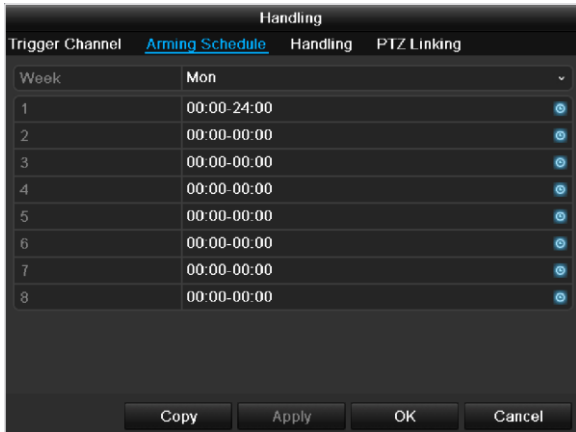 Handling
Trigger Channel Arming Schedule Handling PTZ Linking
Week Mon
1 00:00-24:00
2 00:00-00:00
3 00:00-00:00
4 00:00-00:00
5 00:00-00:00
6 00:00-00:00
7 00:00-00:00
8 00:00-00:00
Copy Apply OK Cancel